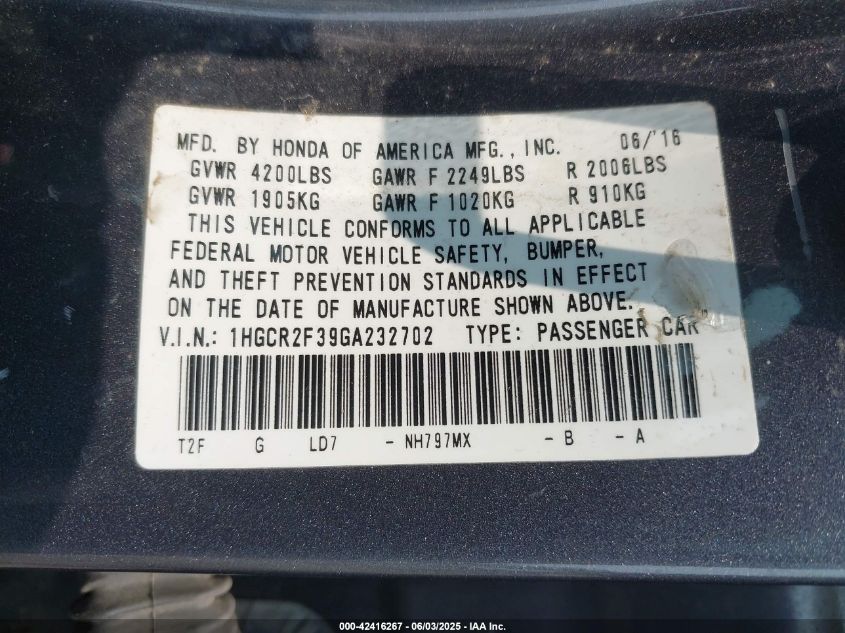 MFD. BY HONDA OF AMERICA MFG., INC. 06/'16
GVWR 4200LBS GAWR F 2249LBS R 2006LBS
GVWR 1905KG GAWR F 1020KG R 910KG
THIS VEHICLE CONFORMS TO ALL APPLICABLE
FEDERAL MOTOR VEHICLE SAFETY, BUMPER,
AND THEFT PREVENTION STANDARDS IN EFFECT
ON THE DATE OF MANUFACTURE SHOWN ABOVE.
V.I.N.: 1HGCR2F39GA232702 TYPE: PASSENGER CAR
T2F G LD7 - NH797MX - B - A
000-42416267 - 06/03/2025 - IAA Inc.